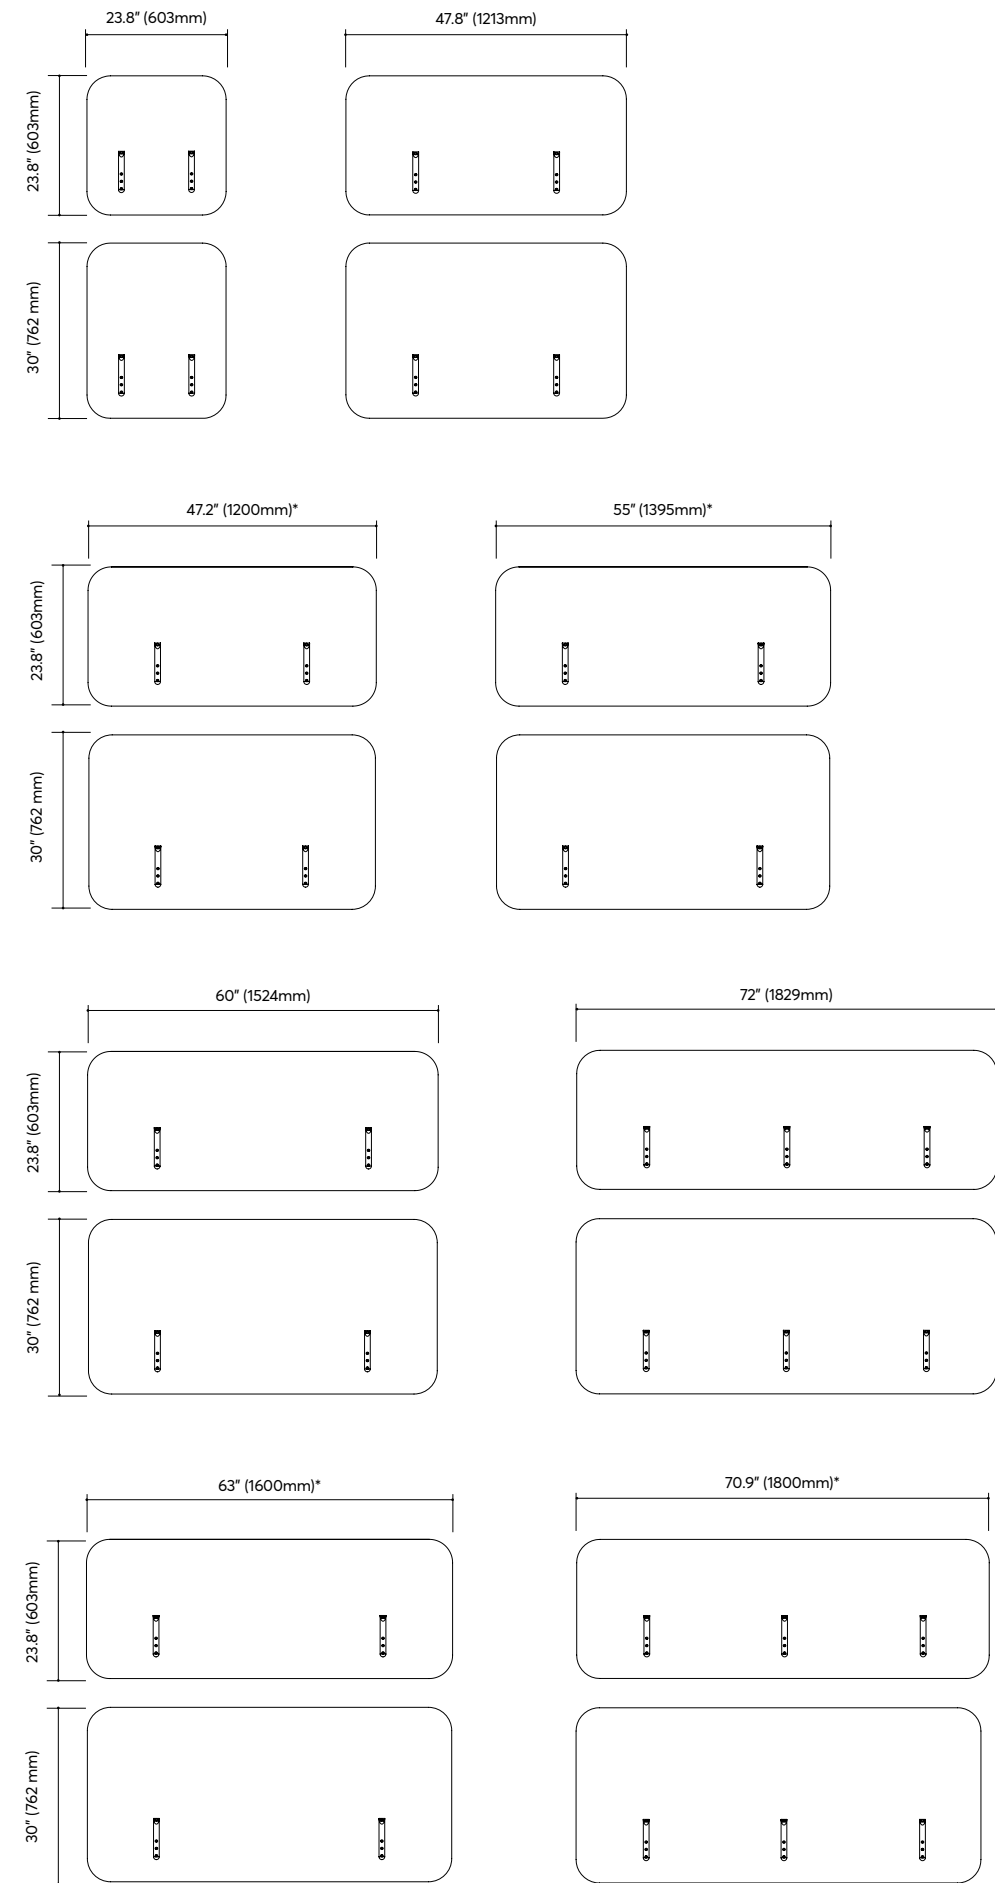 23.8″ (603mm)
47.8″ (1213mm)
23.8″ (603mm)
30″ (762 mm)
47.2″ (1200mm)*
55″ (1395mm)*
23.8″ (603mm)
30″ (762 mm)
60″ (1524mm)
72″ (1829mm)
23.8″ (603mm)
30″ (762 mm)
63″ (1600mm)*
70.9″ (1800mm)*
23.8″ (603mm)
30″ (762 mm)